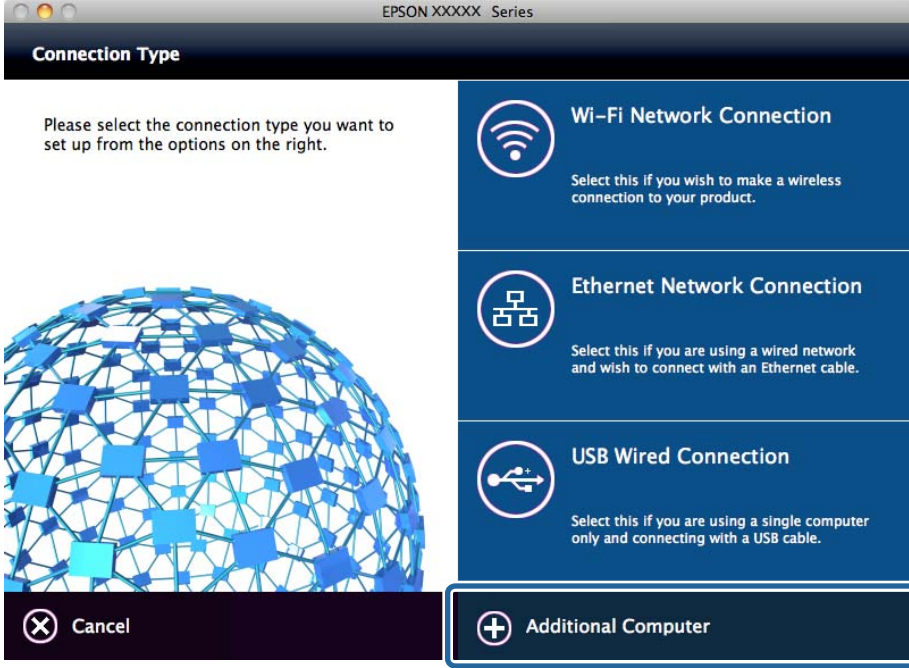 EPSON XXXXX Series
Connection Type
Please select the connection type you want to
set up from the options on the right.
Wi-Fi Network Connection
Select this if you wish to make a wireless
connection to your product.
Ethernet Network Connection
Select this if you are using a wired network
and wish to connect with an Ethernet cable.
USB Wired Connection
Select this if you are using a single computer
only and connecting with a USB cable.
Cancel
Additional Computer